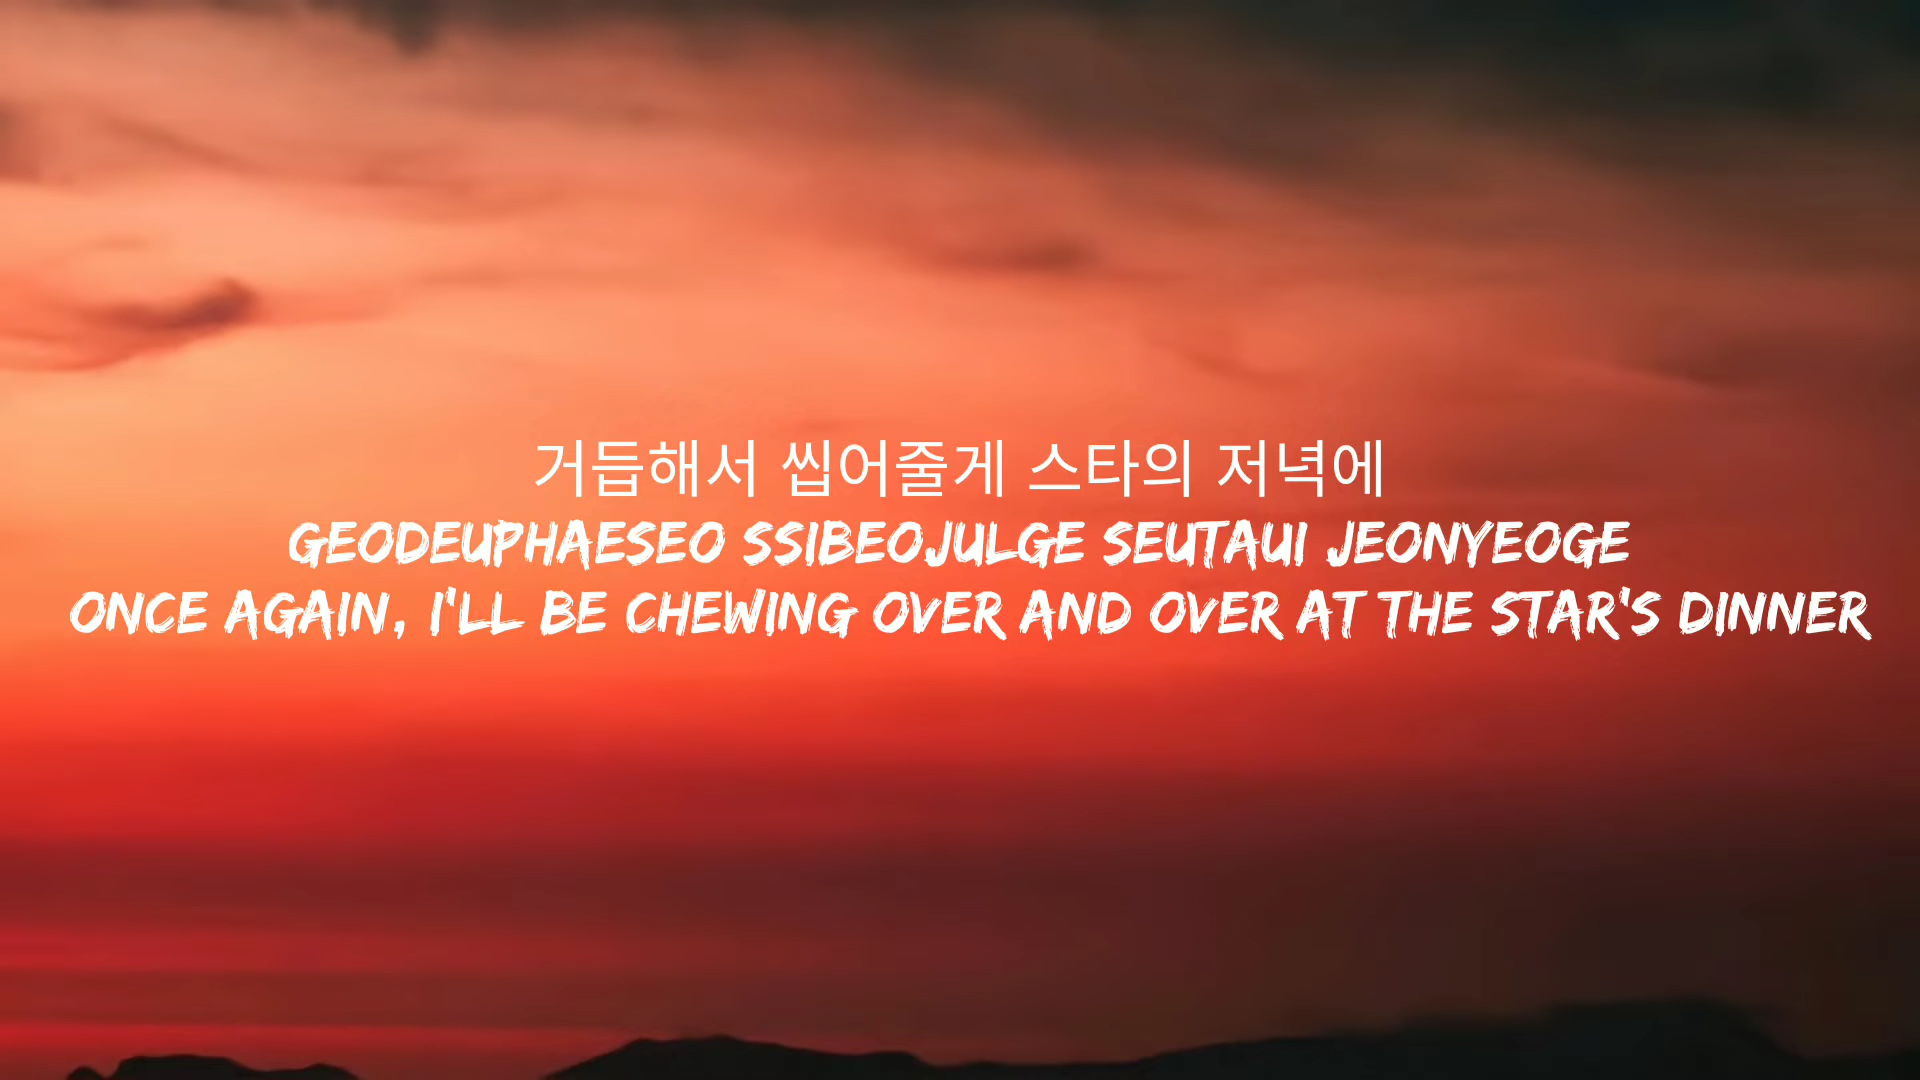 거듭해서 씹어줄게 스타의 저녁에
GEODEUPHAESEO SSIBEOJULGE SEUTAUI JEONYEOGE
ONCE AGAIN, I'LL BE CHEWING OVER AND OVER AT THE STAR'S DINNER